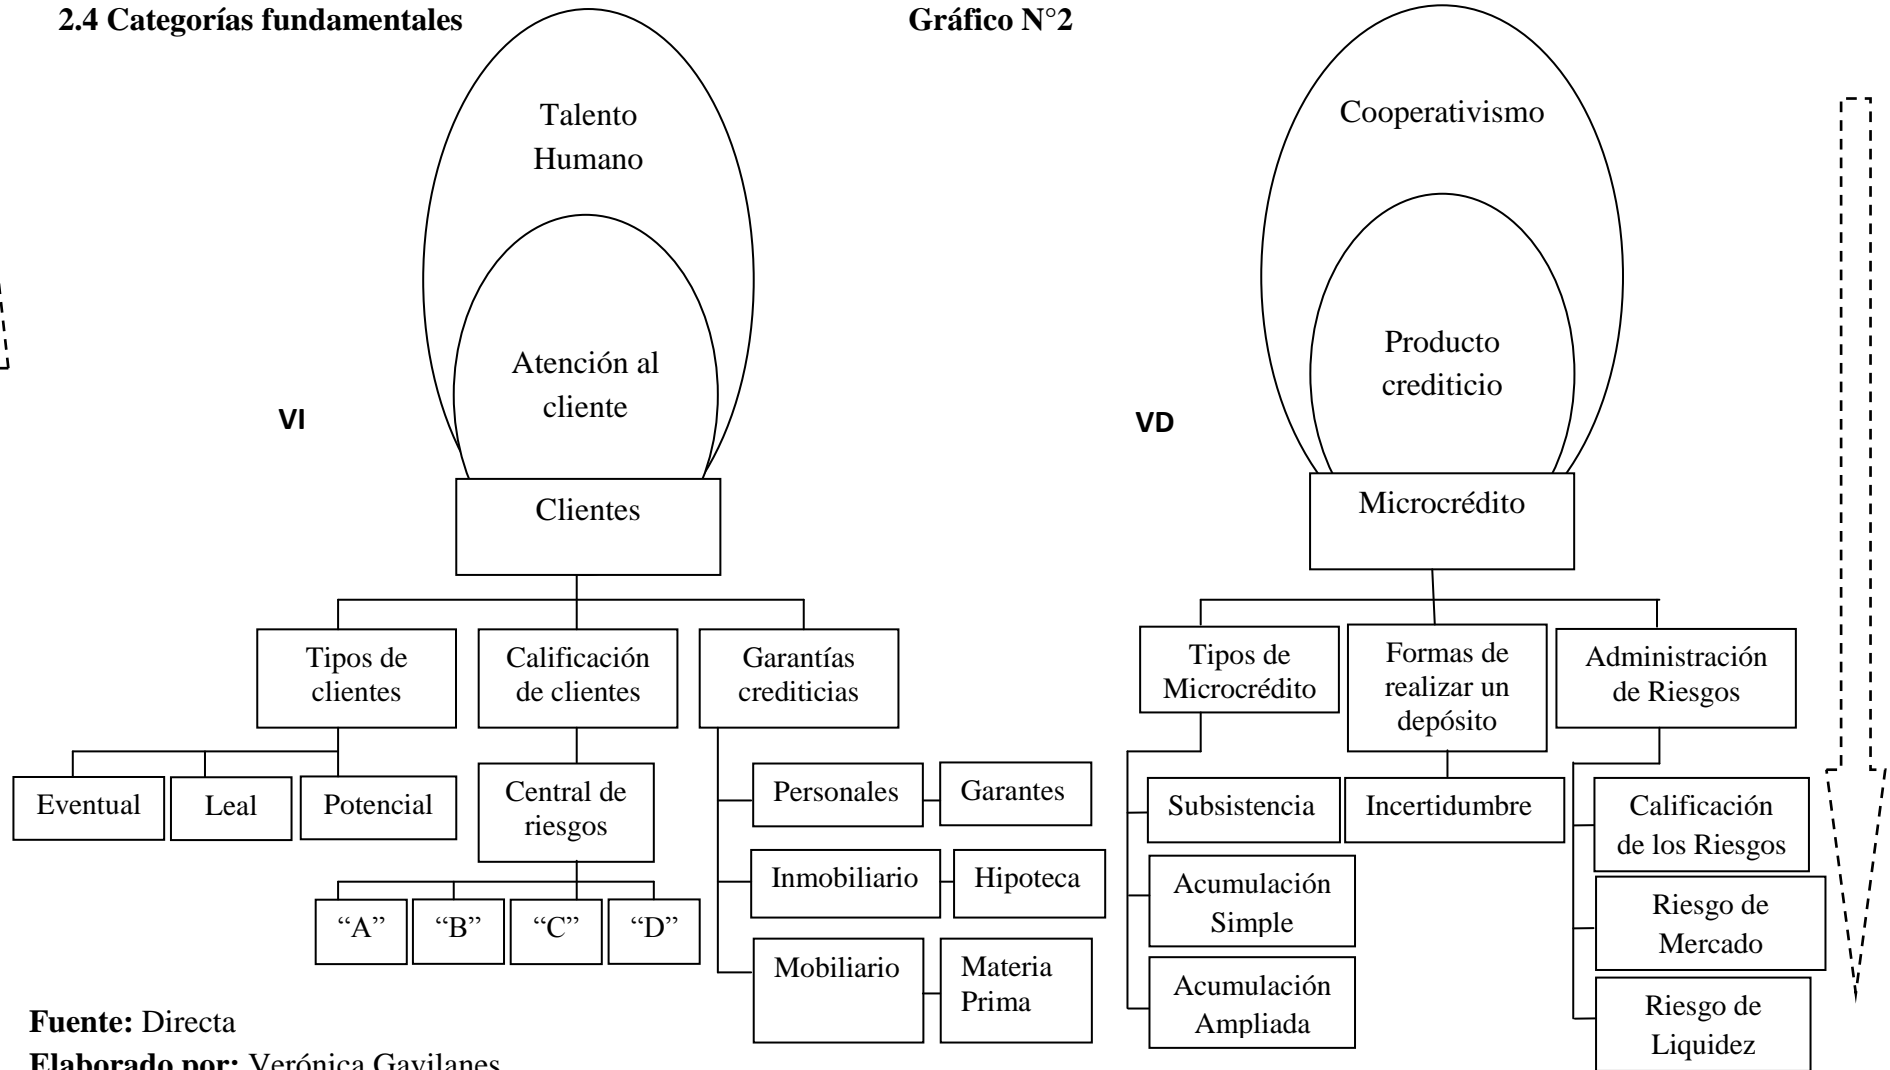 2.4 Categorías fundamentales
Gráfico N°2
Talento
Humano
Atención al
cliente
VI
Clientes
Tipos de
clientes
Calificación
de clientes
Garantías
crediticias
Eventual
Leal
Potencial
Central de
riesgos
“A”
“B”
“C”
“D”
Personales
Garantes
Inmobiliario
Hipoteca
Mobiliario
Materia
Prima
Cooperativismo
Producto
crediticio
VD
Microcrédito
Tipos de
Microcrédito
Formas de
realizar un
depósito
Administración
de Riesgos
Subsistencia
Acumulación
Simple
Acumulación
Ampliada
Incertidumbre
Calificación
de los Riesgos
Riesgo de
Mercado
Riesgo de
Liquidez
Fuente: Directa
Elaborado por: Verónica Gavilanes